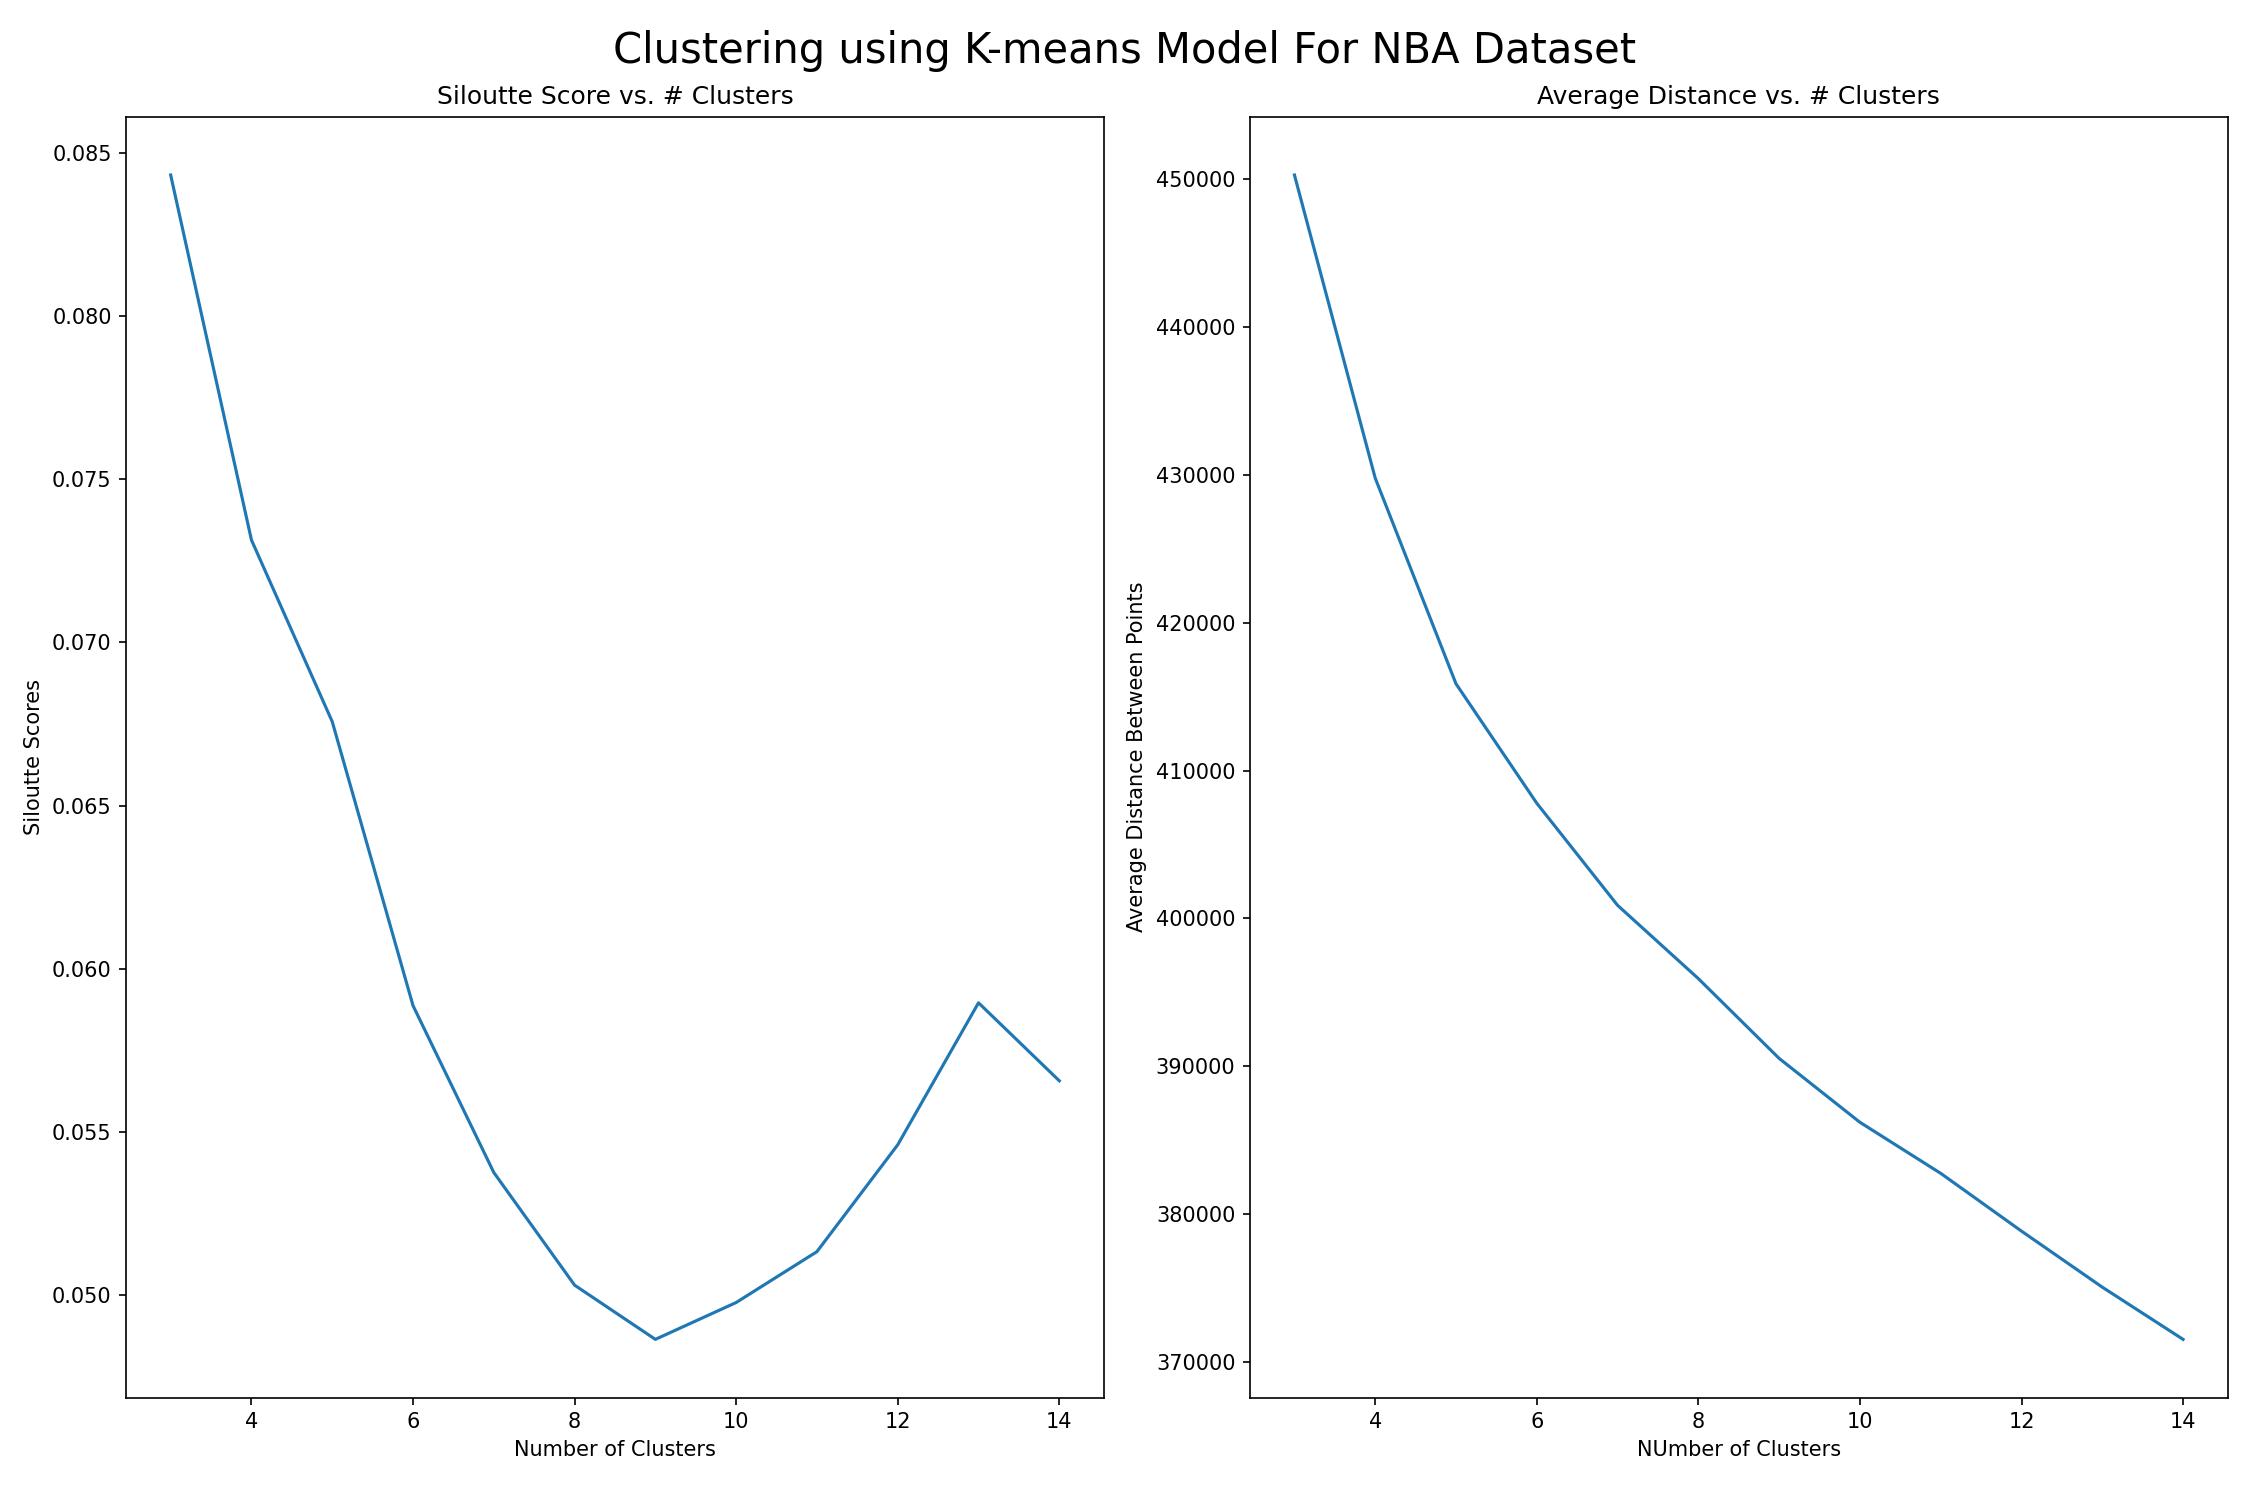 Clustering using K-means Model For NBA Dataset
Siloutte Score vs. # Clusters
0.085
0.080
0.075
0.070
0.065
0.060
0.055
0.050
Siloutte Scores
4 6 8 10 12 14
Number of Clusters
Average Distance vs. # Clusters
450000
440000
430000
420000
410000
400000
390000
380000
370000
Average Distance Between Points
4 6 8 10 12 14
NUmber of Clusters